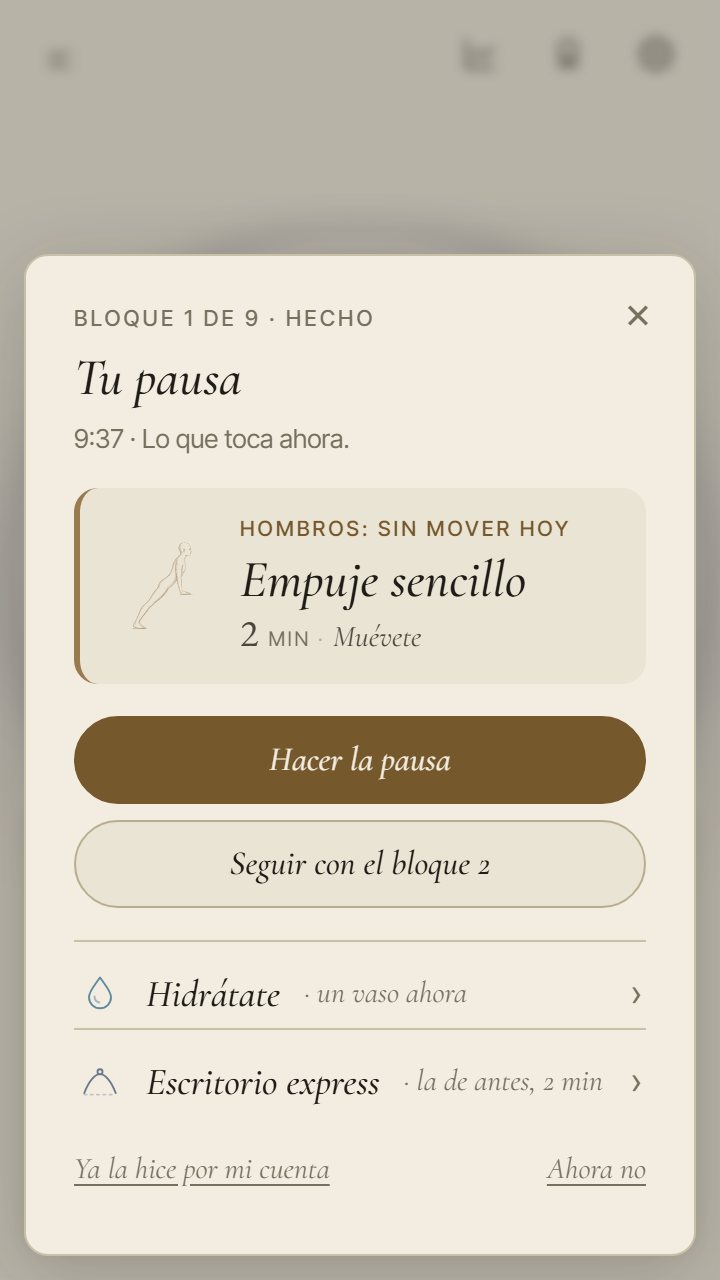 BLOQUE 1 DE 9 · HECHO
Tu pausa
9:37 · Lo que toca ahora.
HOMBROS: SIN MOVER HOY
Empuje sencillo
2 MIN · Muévete
Hacer la pausa
Seguir con el bloque 2
Hidrátate · un vaso ahora
Escritorio express · la de antes, 2 min
Ya la hice por mi cuenta
Ahora no